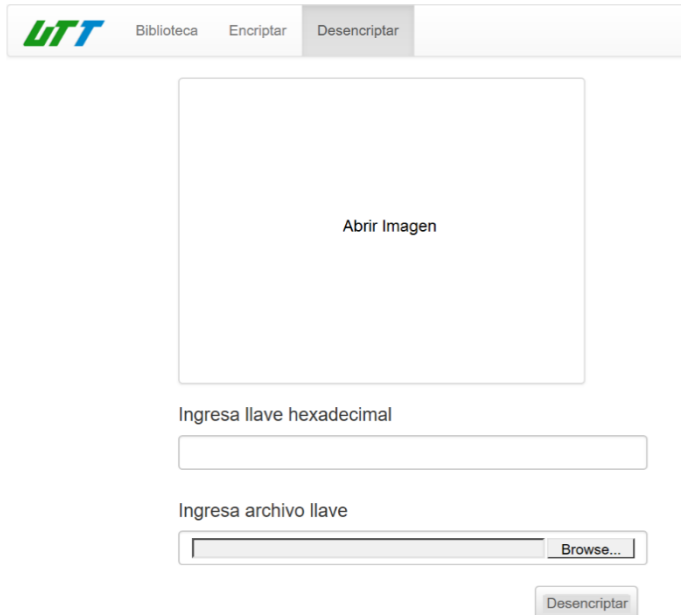 UTT Biblioteca Encriptar Desencriptar
Abrir Imagen
Ingresa llave hexadecimal
Ingresa archivo llave
Browse...
Desencriptar